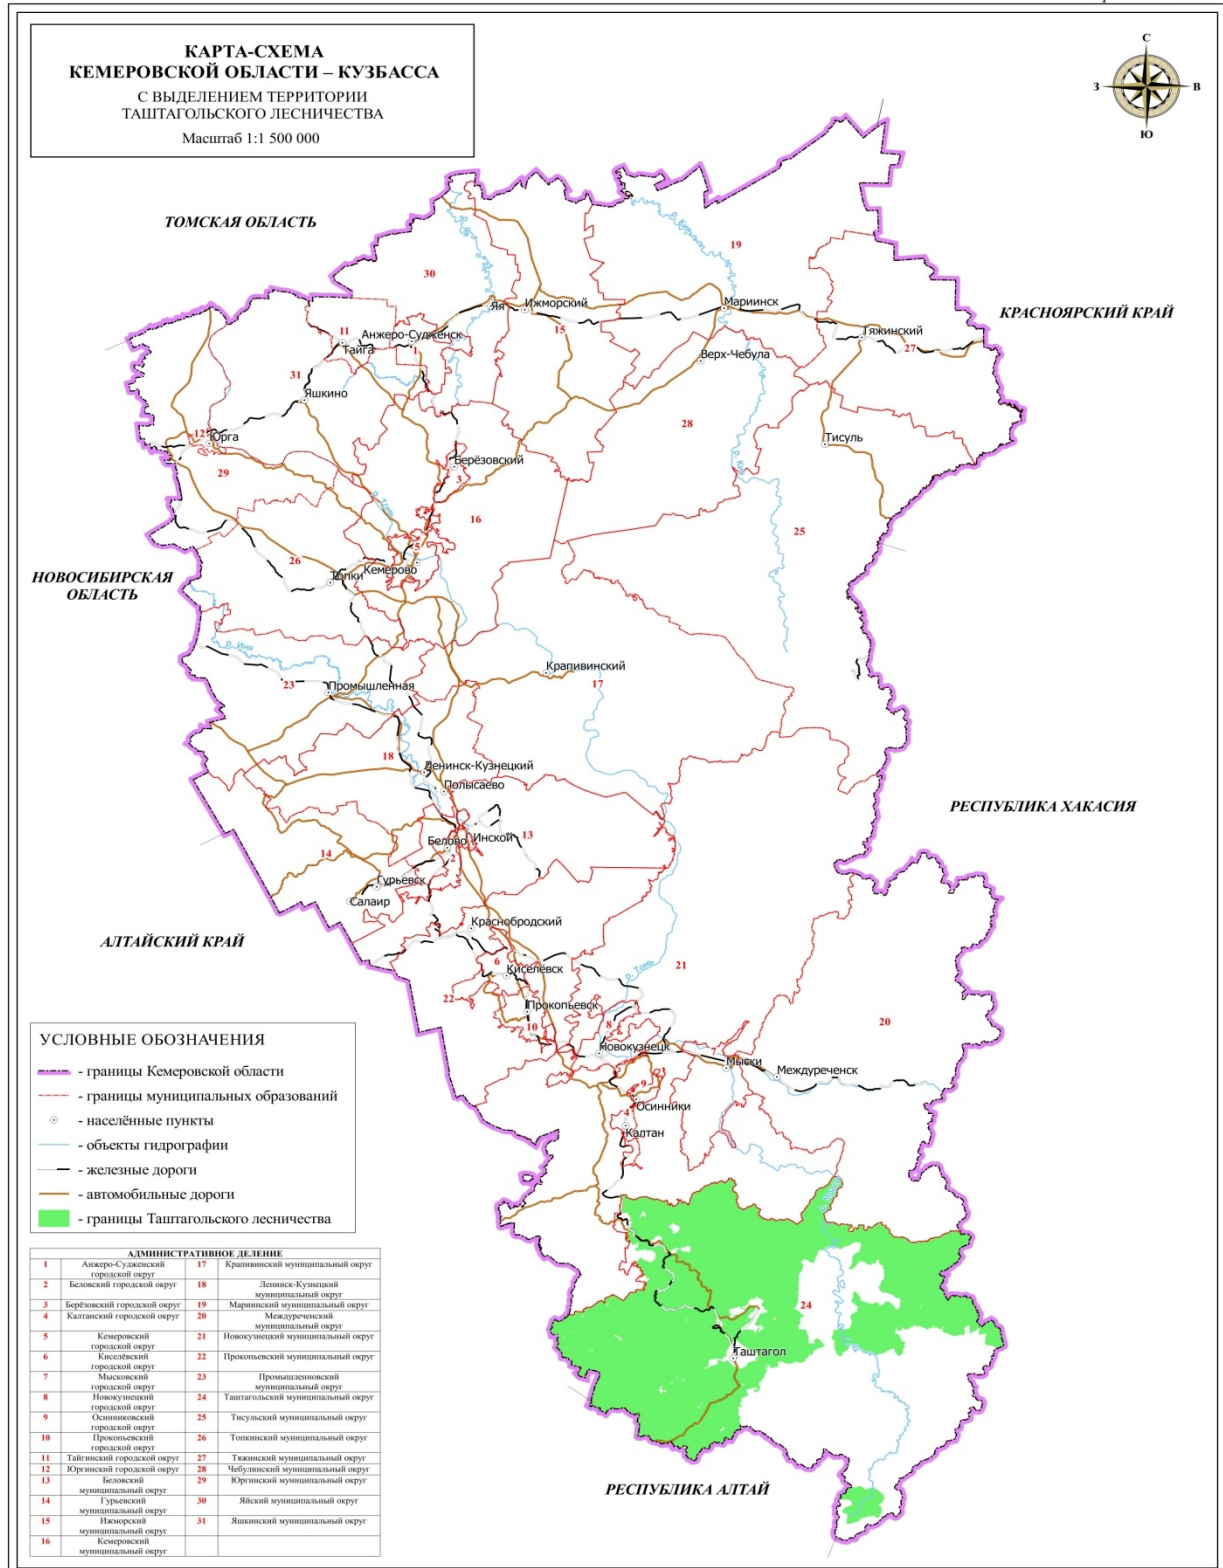 КАРТА-СХЕМА
КЕМЕРОВСКОЙ ОБЛАСТИ – КУЗБАССА
С ВЫДЕЛЕНИЕМ ТЕРРИТОРИИ
ТАШТАГОЛЬСКОГО ЛЕСНИЧЕСТВА
Масштаб 1:1 500 000
С
З
В
Ю
ТОМСКАЯ ОБЛАСТЬ
19
30
Яя
Ижморский
Мариинск
КРАСНОЯРСКИЙ КРАЙ
11
Анжеро-Судженск
15
Тяжинский
Тайга
1
27
Верх-Чебула
31
Яшкино
28
12
Юрга
Тисуль
29
Берёзовский
3
р. Томь
16
25
5
26
Кемерово
Топки
НОВОСИБИРСКАЯ
ОБЛАСТЬ
р. Иня
Крапивинский
23
17
Промышленная
18
Ленинск-Кузнецкий
Полысаево
РЕСПУБЛИКА ХАКАСИЯ
Белово
Инской
13
14
2
Гурьевск
Салаир
Краснобродский
АЛТАЙСКИЙ КРАЙ
6
Киселёвск
р. Томь
21
22
Прокопьевск
10
8
20
Новокузнецк
7
Мыски
Междуреченск
9
Осинники
4
Калтан
24
Таштагол
РЕСПУБЛИКА АЛТАЙ
УСЛОВНЫЕ ОБОЗНАЧЕНИЯ
- границы Кемеровской области
- границы муниципальных образований
- населённые пункты
- объекты гидрографии
- железные дороги
- автомобильные дороги
- границы Таштагольского лесничества
АДМИНИСТРАТИВНОЕ ДЕЛЕНИЕ
1 Анжеро-Судженский 17 Крапивинский муниципальный округ
городской округ
2 Беловский городской округ 18 Ленинск-Кузнецкий
муниципальный округ
3 Берёзовский городской округ 19 Мариинский муниципальный округ
4 Калтанский городской округ 20 Междуреченский
муниципальный округ
5 Кемеровский 21 Новокузнецкий муниципальный округ
городской округ
6 Киселёвский 22 Прокопьевский муниципальный округ
городской округ
7 Мысковский 23 Промышленновский
городской округ муниципальный округ
8 Новокузнецкий 24 Таштагольский муниципальный округ
городской округ
9 Осинниковский 25 Тисульский муниципальный округ
городской округ
10 Прокопьевский 26 Топкинский муниципальный округ
городской округ
11 Тайгинский городской округ 27 Тяжинский муниципальный округ
12 Юргинский городской округ 28 Чебулинский муниципальный округ
13 Беловский 29 Юргинский муниципальный округ
муниципальный округ
14 Гурьевский 30 Яйский муниципальный округ
муниципальный округ
15 Ижморский 31 Яшкинский муниципальный округ
муниципальный округ
16 Кемеровский
муниципальный округ